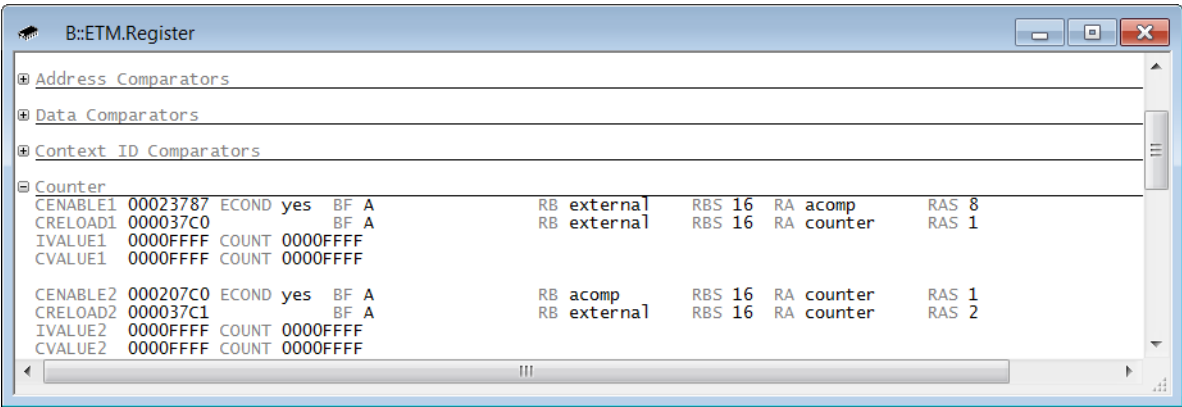 B::ETM.Register
Address Comparators
Data Comparators
Context ID Comparators
Counter
CENABLE1 00023787 ECOND yes BF A RB external RBS 16 RA acomp RAS 8
CRELOAD1 000037C0 BF A RB external RBS 16 RA counter RAS 1
IVALUE1 0000FFFF COUNT 0000FFFF
CVALUE1 0000FFFF COUNT 0000FFFF
CENABLE2 000207C0 ECOND yes BF A RB acomp RBS 16 RA counter RAS 1
CRELOAD2 000037C1 BF A RB external RBS 16 RA counter RAS 2
IVALUE2 0000FFFF COUNT 0000FFFF
CVALUE2 0000FFFF COUNT 0000FFFF